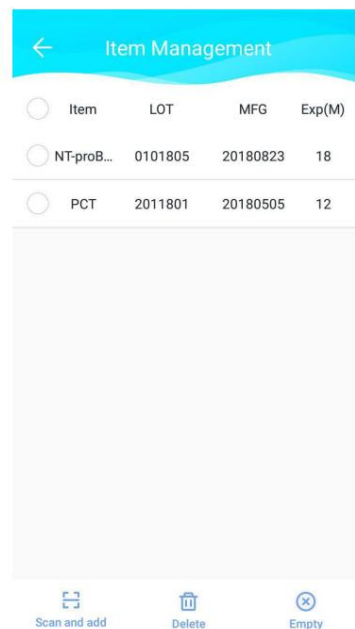 Item Management
Item LOT MFG Exp(M)
NT-proB... 0101805 20180823 18
PCT 2011801 20180505 12
Scan and add Delete Empty